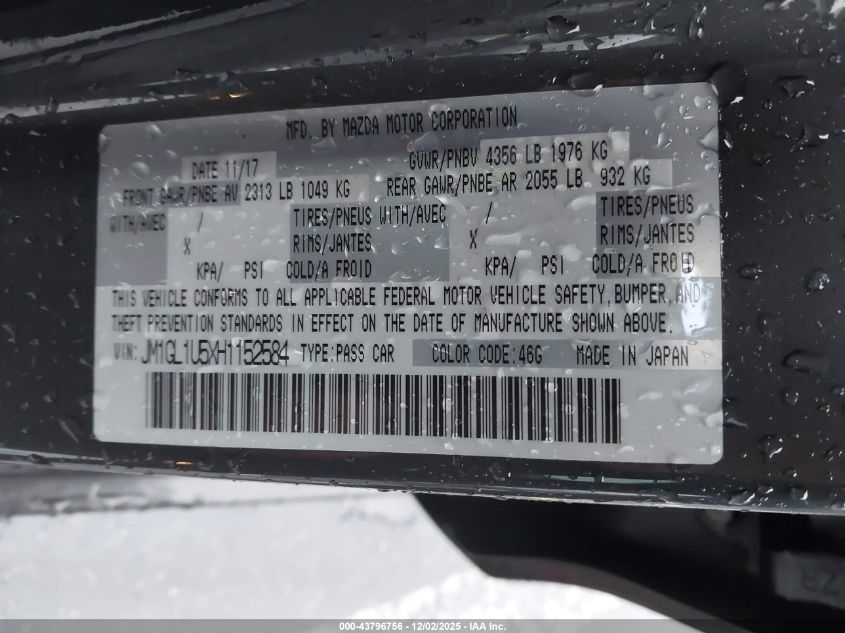 MFD. BY MAZDA MOTOR CORPORATION
DATE 11/17 GVWR/PNBV 4356 LB 1976 KG
FRONT GAWR/PNBE AV 2313 LB 1049 KG REAR GAWR/PNBE AR 2055 LB 932 KG
WITH/AVEC / TIRES/PNEUS WITH/AVEC / TIRES/PNEUS
X RIMS/JANTES X RIMS/JANTES
KPA/ PSI COLD/A FROID KPA/ PSI COLD/A FROID
THIS VEHICLE CONFORMS TO ALL APPLICABLE FEDERAL MOTOR VEHICLE SAFETY, BUMPER, AND
THEFT PREVENTION STANDARDS IN EFFECT ON THE DATE OF MANUFACTURE SHOWN ABOVE.
VIN: JM1GL1U5XH1152584 TYPE:PASS CAR COLOR CODE:46G MADE IN JAPAN
000-43796756 - 12/02/2025 - IAA Inc.